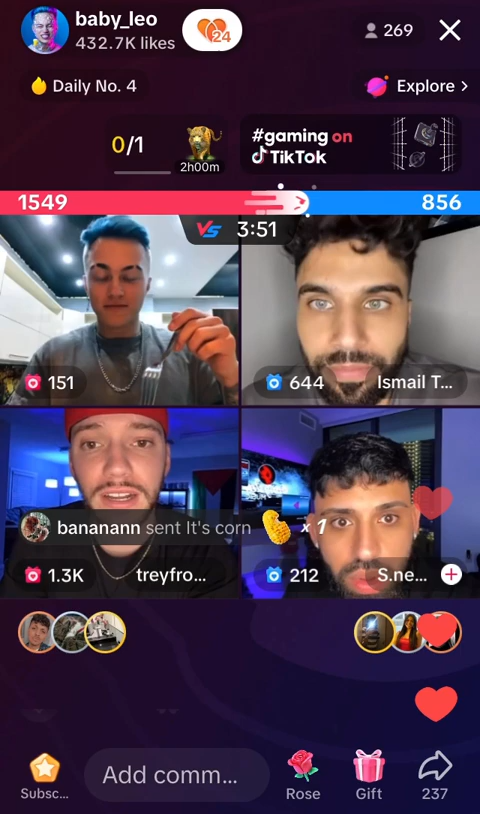 baby_leo
432.7K likes
24
269
Daily No. 4
Explore >
0/1
2h00m
#gaming on
TikTok
1549
856
VS 3:51
151
644
Ismail T...
bananann sent It's corn x 1
1.3K
treyfro...
212
S.ne...
Add comm...
Subsc...
Rose
Gift
237